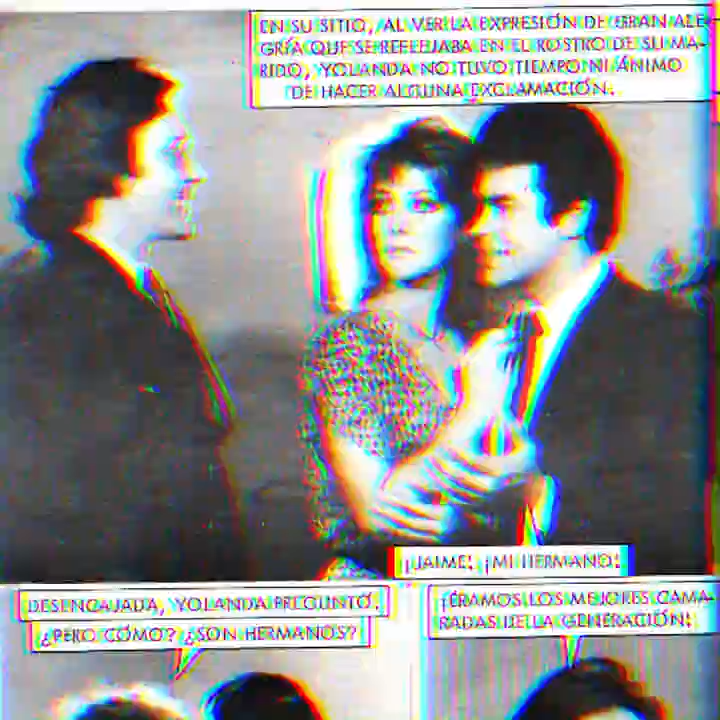 EN SU SITIO, AL VER LA EXPRESIÓN DE GRAN ALE-
GRÍA QUE SE REFLEJABA EN EL ROSTRO DE SU MA-
RIDO, YOLANDA NO TUVO TIEMPO NI ÁNIMO
DE HACER ALGUNA EXCLAMACIÓN.
¡JAIME! ¡MI HERMANO!
DESENCAJADA, YOLANDA PREGUNTÓ.
¿PERO CÓMO? ¿SON HERMANOS?
¡ÉRAMOS LOS MEJORES CAMA-
RADAS DE LA GENERACIÓN!